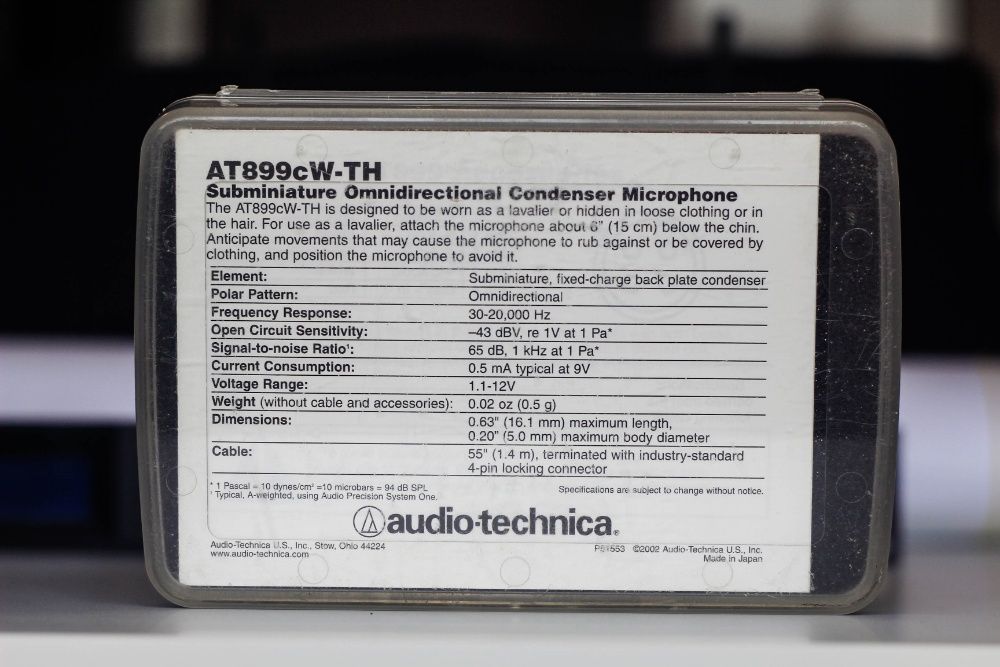 AT899cW-TH
Subminiature Omnidirectional Condenser Microphone
The AT899cW-TH is designed to be worn as a lavalier or hidden in loose clothing or in
the hair. For use as a lavalier, attach the microphone about 6" (15 cm) below the chin.
Anticipate movements that may cause the microphone to rub against or be covered by
clothing, and position the microphone to avoid it.
Element: Subminiature, fixed-charge back plate condenser
Polar Pattern: Omnidirectional
Frequency Response: 30-20,000 Hz
Open Circuit Sensitivity: –43 dBV, re 1V at 1 Pa*
Signal-to-noise Ratio¹: 65 dB, 1 kHz at 1 Pa*
Current Consumption: 0.5 mA typical at 9V
Voltage Range: 1.1-12V
Weight (without cable and accessories): 0.02 oz (0.5 g)
Dimensions: 0.63" (16.1 mm) maximum length,
0.20" (5.0 mm) maximum body diameter
Cable: 55" (1.4 m), terminated with industry-standard
4-pin locking connector
* 1 Pascal = 10 dynes/cm² =10 microbars = 94 dB SPL
¹ Typical, A-weighted, using Audio Precision System One.
Specifications are subject to change without notice.
audio-technica®
Audio-Technica U.S., Inc., Stow, Ohio 44224
www.audio-technica.com
©2002 Audio-Technica U.S., Inc.
Made in Japan